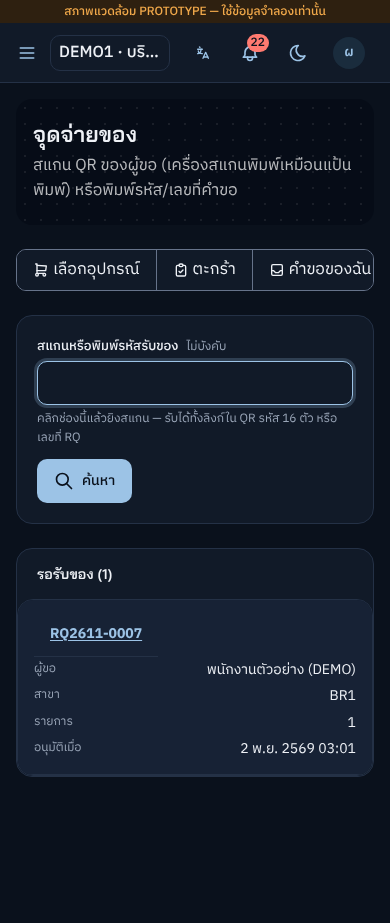 สภาพแวดล้อม PROTOTYPE — ใช้ข้อมูลจำลองเท่านั้น
DEMO1 · บริ...
22
ผ
จุดจ่ายของ
สแกน QR ของผู้ขอ (เครื่องสแกนพิมพ์เหมือนแป้น
พิมพ์) หรือพิมพ์รหัส/เลขที่คำขอ
เลือกอุปกรณ์
ตะกร้า
คำขอของฉัน
สแกนหรือพิมพ์รหัสรับของ ไม่บังคับ
คลิกช่องนี้แล้วยิงสแกน — รับได้ทั้งลิงก์ใน QR รหัส 16 ตัว หรือ
เลขที่ RQ
ค้นหา
รอรับของ (1)
RQ2611-0007
ผู้ขอ พนักงานตัวอย่าง (DEMO)
สาขา BR1
รายการ 1
อนุมัติเมื่อ 2 พ.ย. 2569 03:01